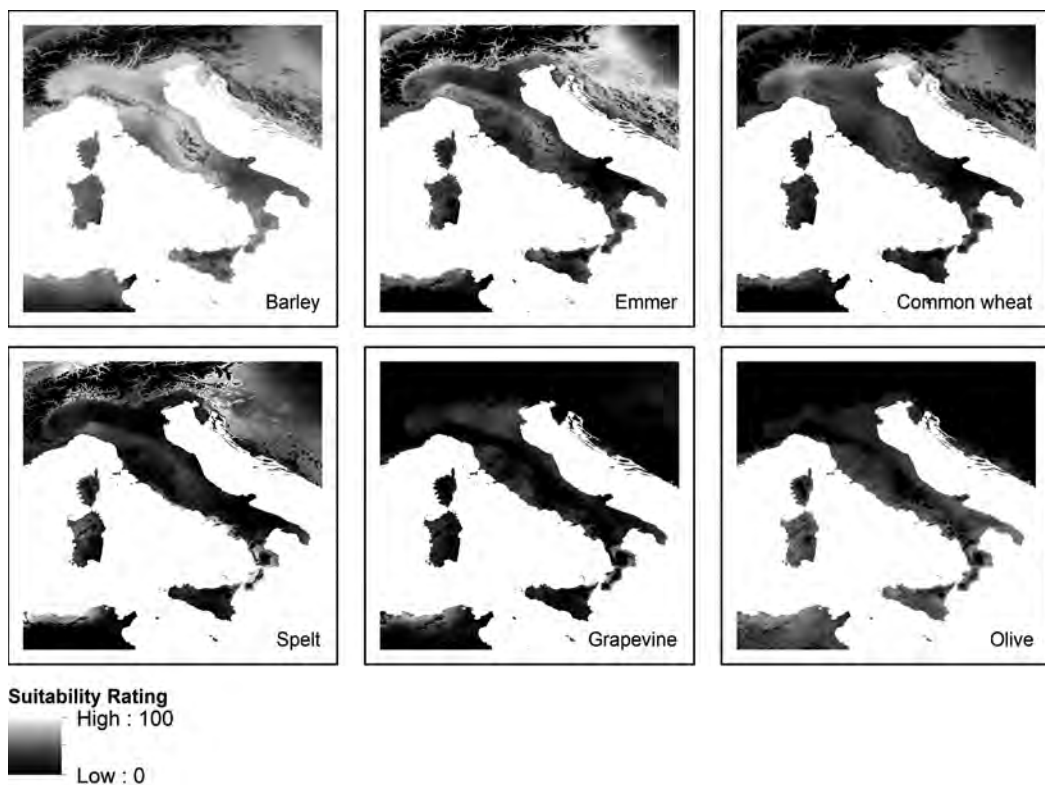 Barley
Emmer
Common wheat
Spelt
Grapevine
Olive
Suitability Rating
High : 100
Low : 0